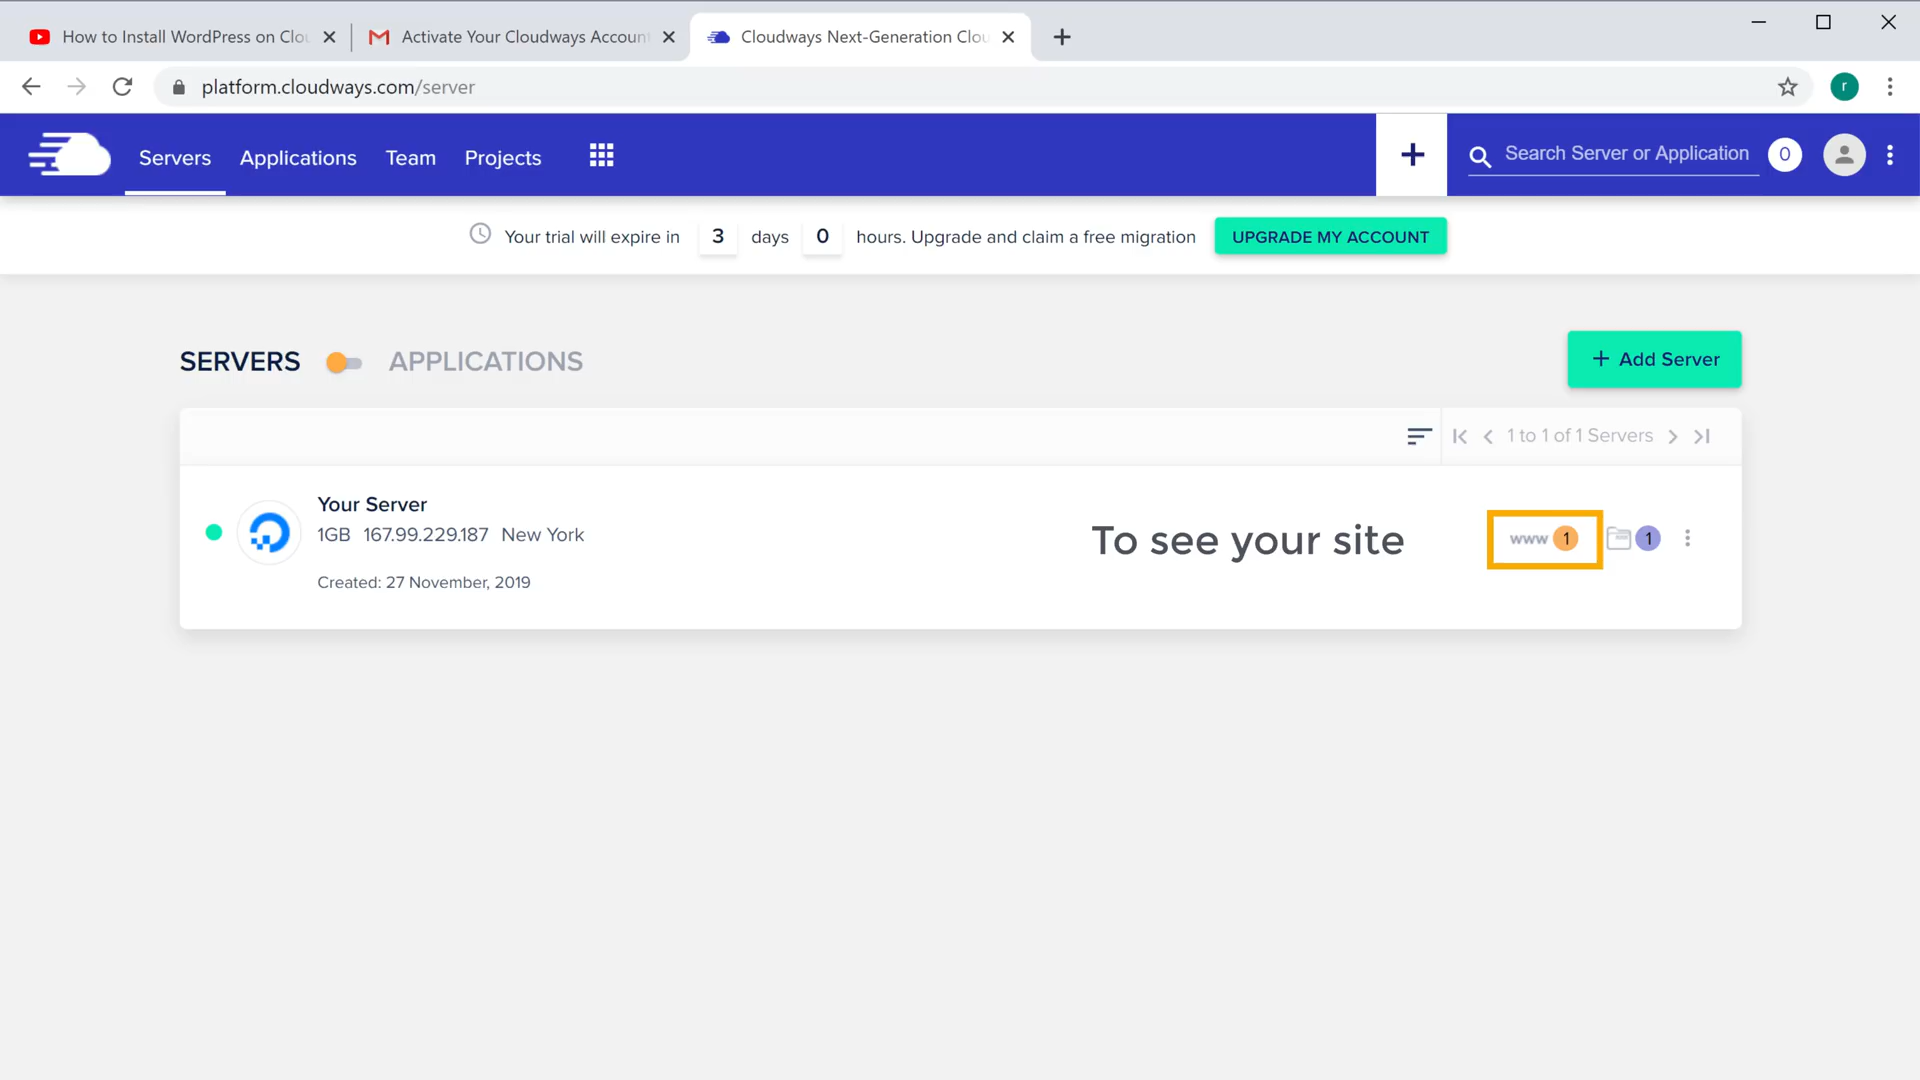 How to Install WordPress on Clou
Activate Your Cloudways Account
Cloudways Next-Generation Clou
platform.cloudways.com/server
r
Servers
Applications
Team
Projects
Search Server or Application
0
Your trial will expire in 3 days 0 hours. Upgrade and claim a free migration
UPGRADE MY ACCOUNT
SERVERS
APPLICATIONS
+ Add Server
1 to 1 of 1 Servers
Your Server
1GB 167.99.229.187 New York
Created: 27 November, 2019
To see your site
www 1
1